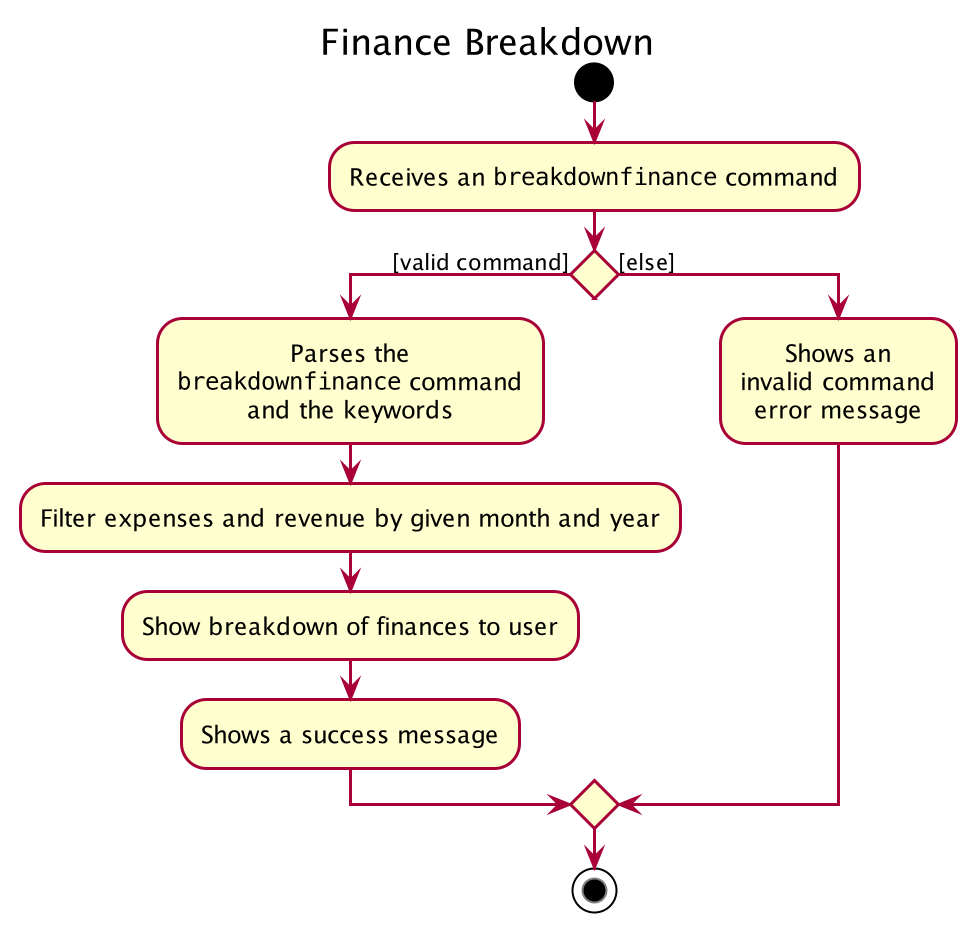 Finance Breakdown
Receives an breakdownfinance command
[valid command]
[else]
Parses the
breakdownfinance command
and the keywords
Shows an
invalid command
error message
Filter expenses and revenue by given month and year
Show breakdown of finances to user
Shows a success message